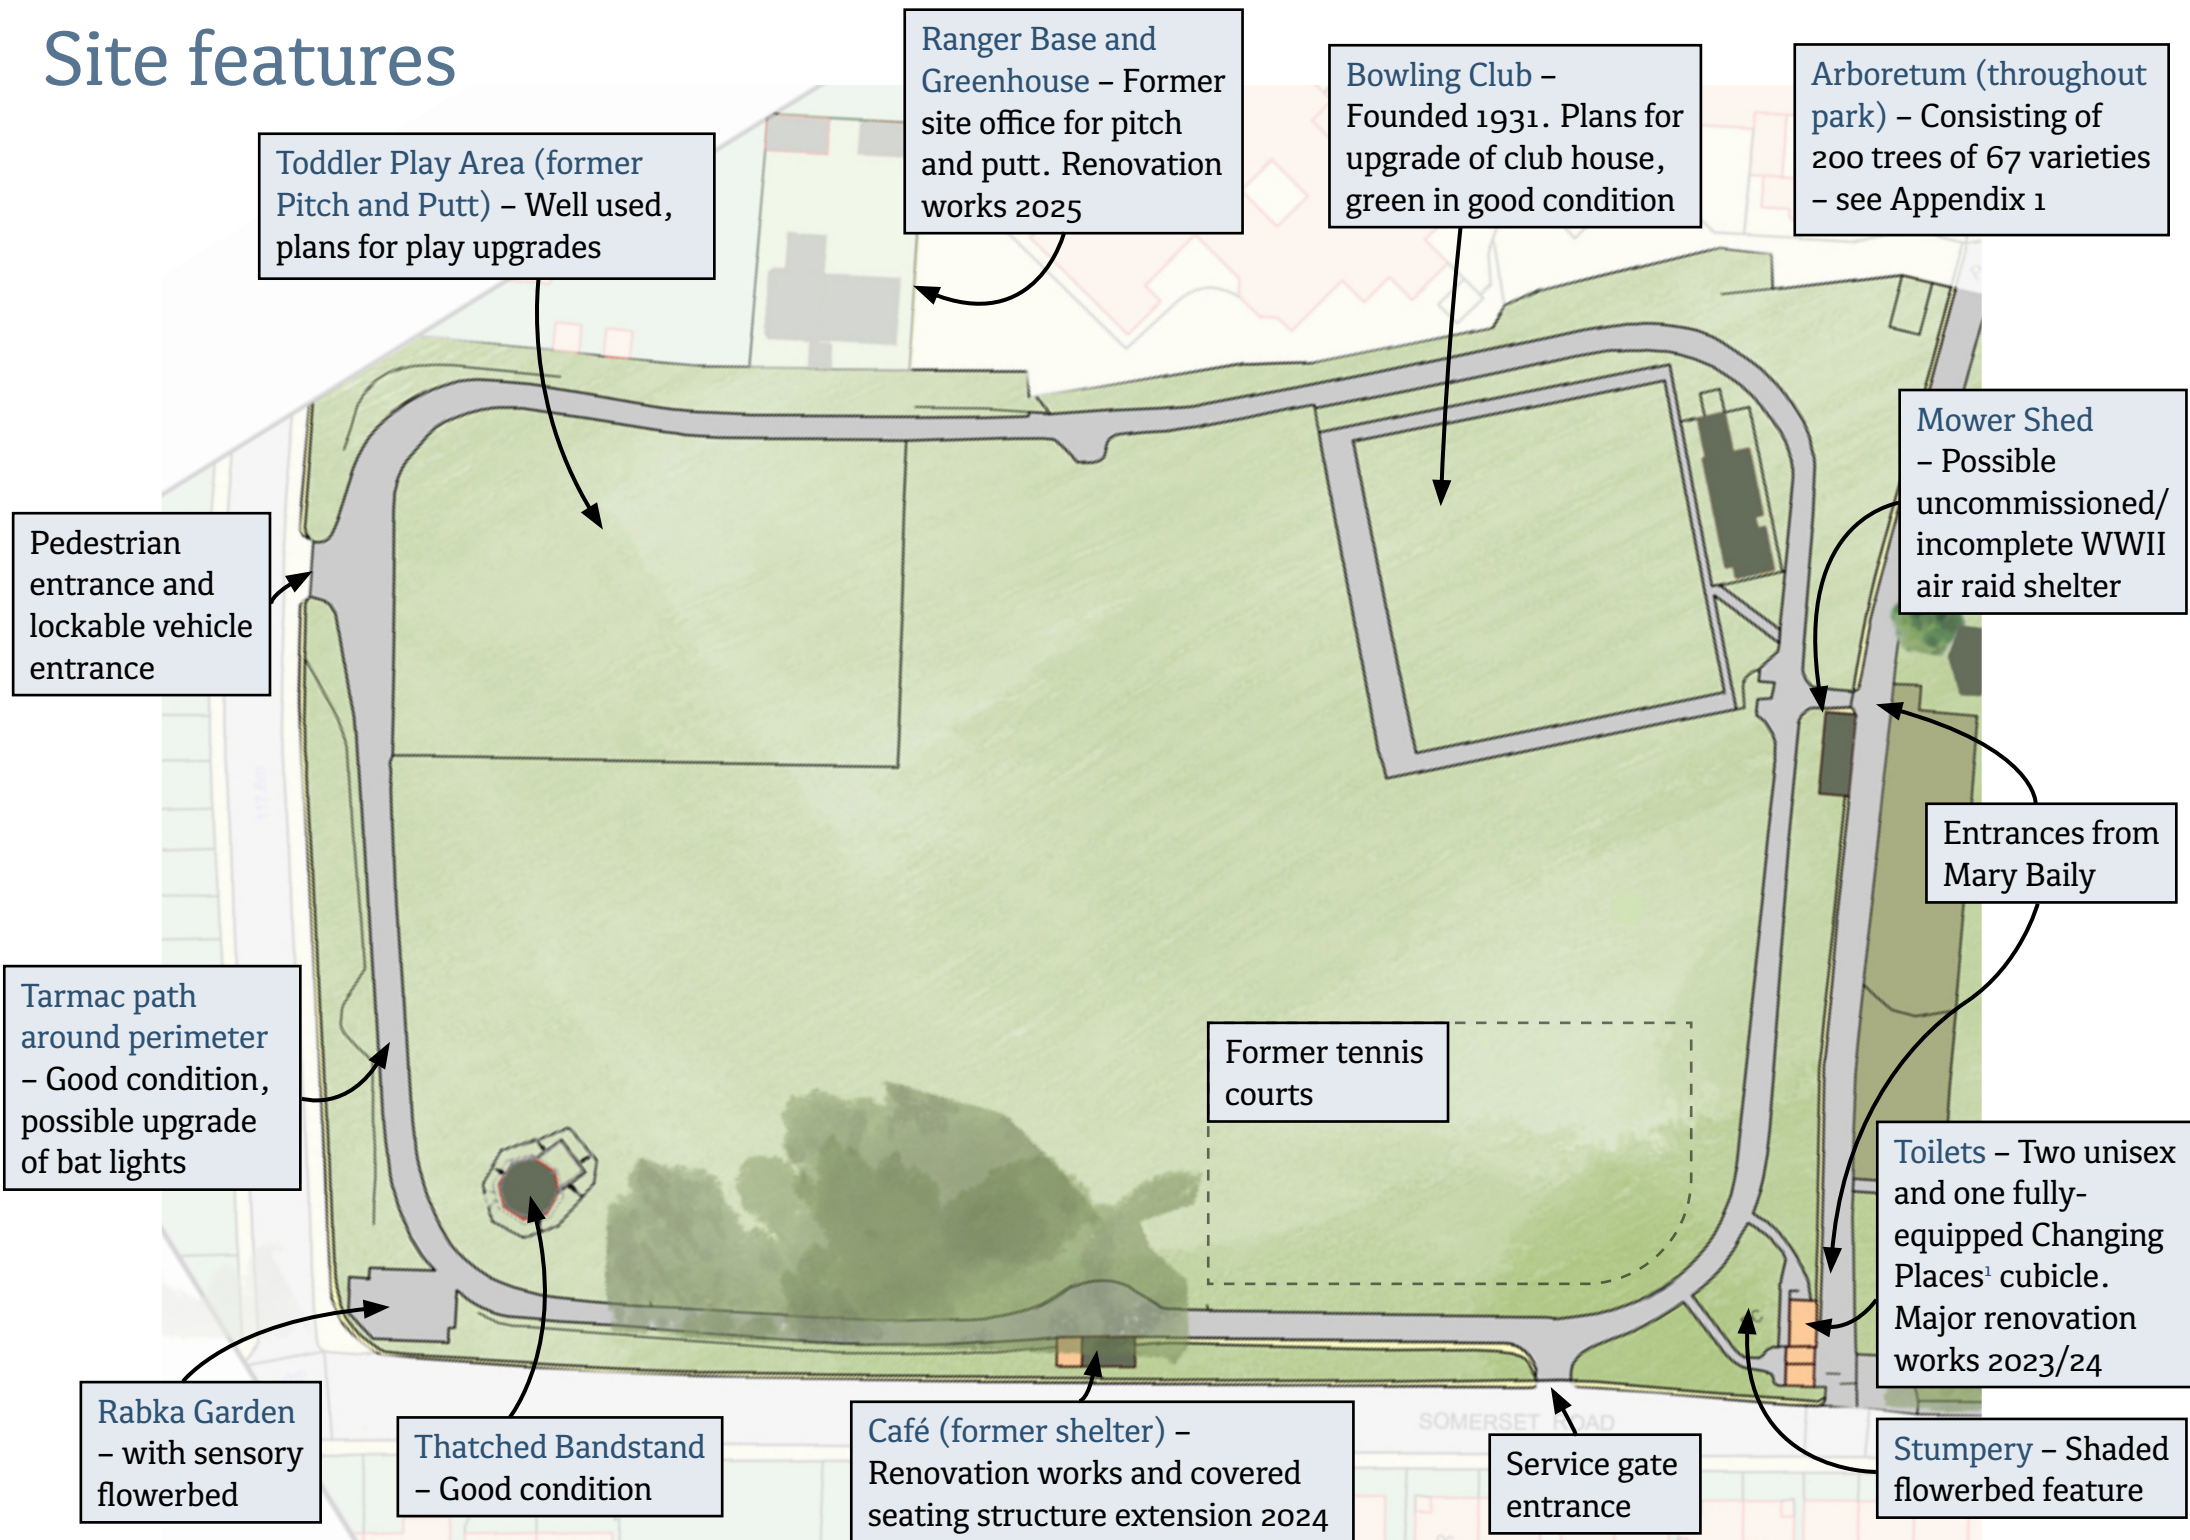 Site features
Ranger Base and
Greenhouse – Former
site office for pitch
and putt. Renovation
works 2025
Bowling Club –
Founded 1931. Plans for
upgrade of club house,
green in good condition
Arboretum (throughout
park) – Consisting of
200 trees of 67 varieties
– see Appendix 1
Toddler Play Area (former
Pitch and Putt) – Well used,
plans for play upgrades
Mower Shed
– Possible
uncommissioned/
incomplete WWII
air raid shelter
Pedestrian
entrance and
lockable vehicle
entrance
Entrances from
Mary Baily
Tarmac path
around perimeter
– Good condition,
possible upgrade
of bat lights
Former tennis
courts
Toilets – Two unisex
and one fully-
equipped Changing
Places¹ cubicle.
Major renovation
works 2023/24
Rabka Garden
– with sensory
flowerbed
Thatched Bandstand
– Good condition
Café (former shelter) –
Renovation works and covered
seating structure extension 2024
SOMERSET ROAD
Service gate
entrance
Stumpery – Shaded
flowerbed feature